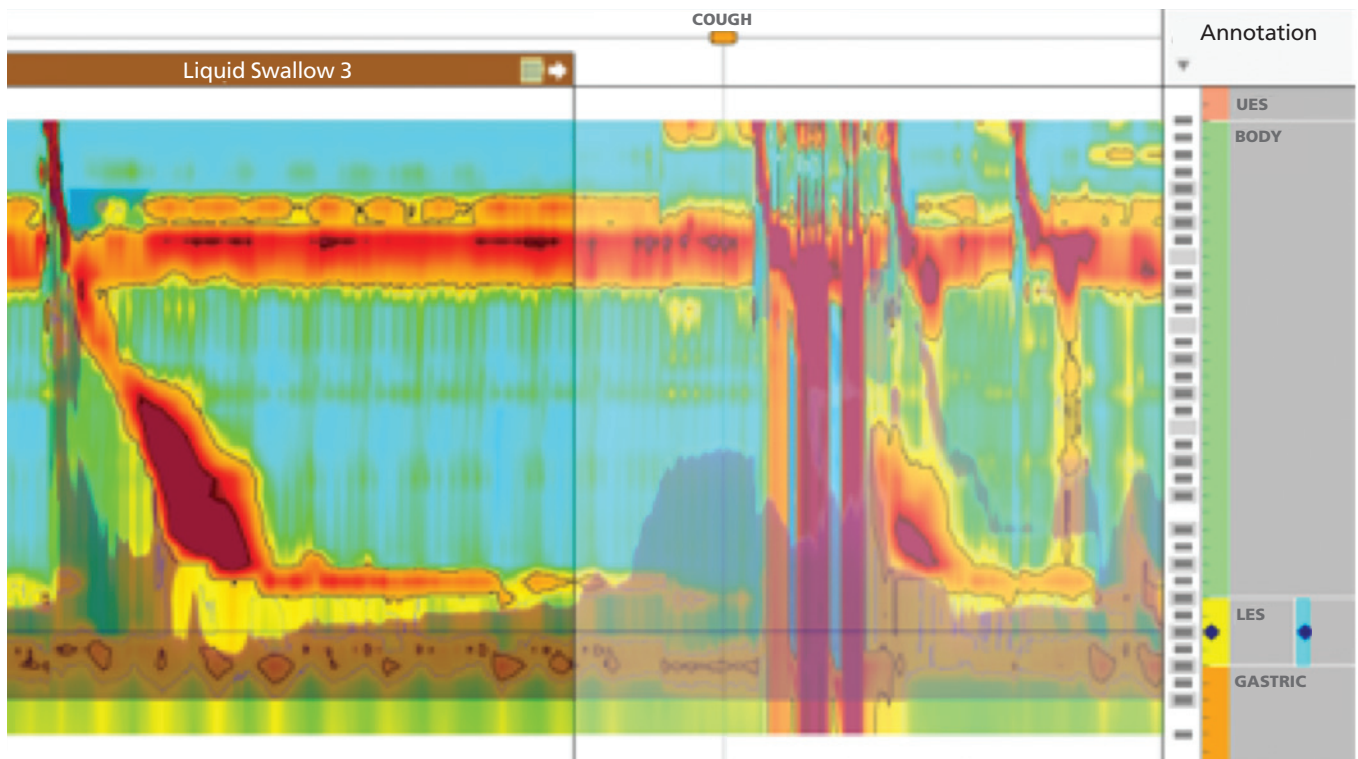 COUGH
Annotation
Liquid Swallow 3
UES
BODY
LES
GASTRIC